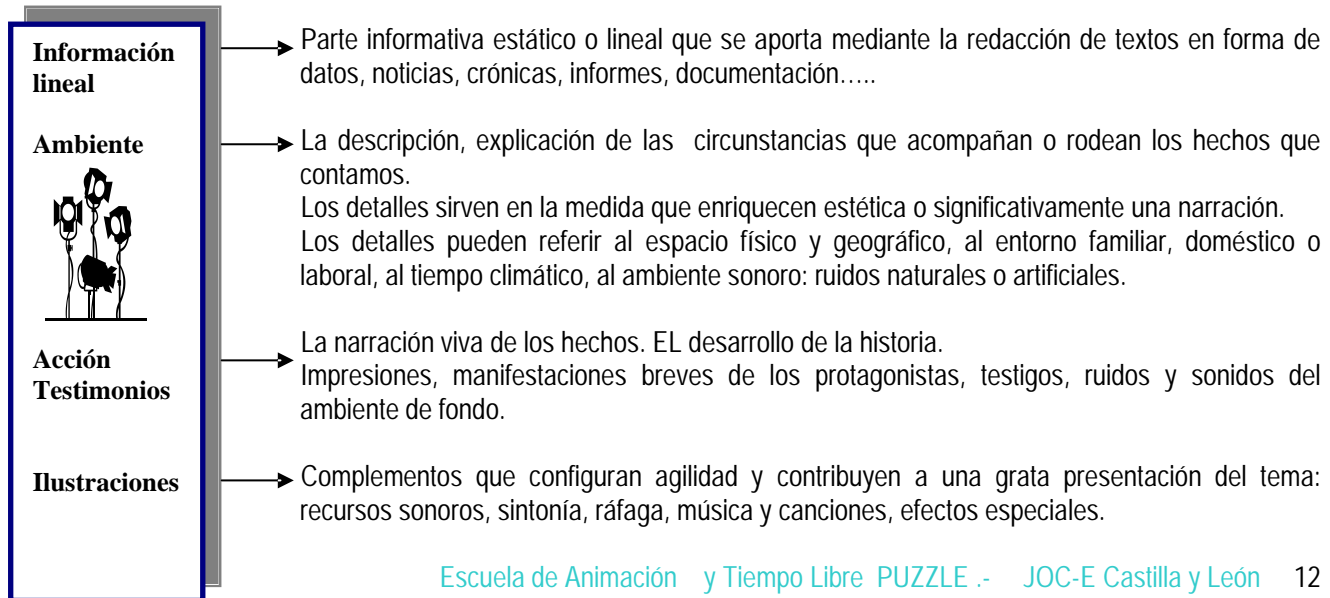 Información lineal
Parte informativa estático o lineal que se aporta mediante la redacción de textos en forma de
datos, noticias, crónicas, informes, documentación…..
Ambiente
La descripción, explicación de las circunstancias que acompañan o rodean los hechos que
contamos.
Los detalles sirven en la medida que enriquecen estética o significativamente una narración.
Los detalles pueden referir al espacio físico y geográfico, al entorno familiar, doméstico o
laboral, al tiempo climático, al ambiente sonoro: ruidos naturales o artificiales.
Acción
Testimonios
La narración viva de los hechos. EL desarrollo de la historia.
Impresiones, manifestaciones breves de los protagonistas, testigos, ruidos y sonidos del
ambiente de fondo.
Ilustraciones
Complementos que configuran agilidad y contribuyen a una grata presentación del tema:
recursos sonoros, sintonía, ráfaga, música y canciones, efectos especiales.
Escuela de Animación y Tiempo Libre PUZZLE .- JOC-E Castilla y León 12